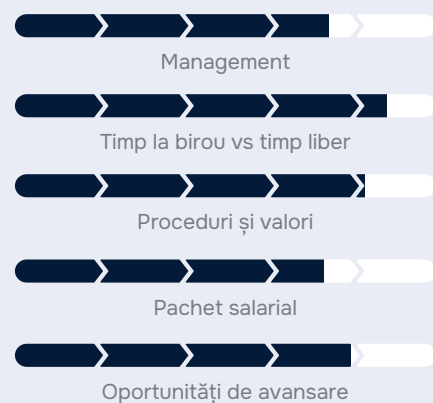 Management
Timp la birou vs timp liber
Proceduri și valori
Pachet salarial
Oportunități de avansare